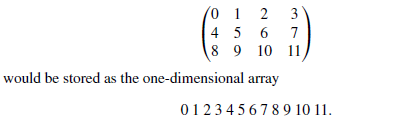 0 1 2 3
4 5 6 7
8 9 10 11
would be stored as the one-dimensional array
0 1 2 3 4 5 6 7 8 9 10 11.